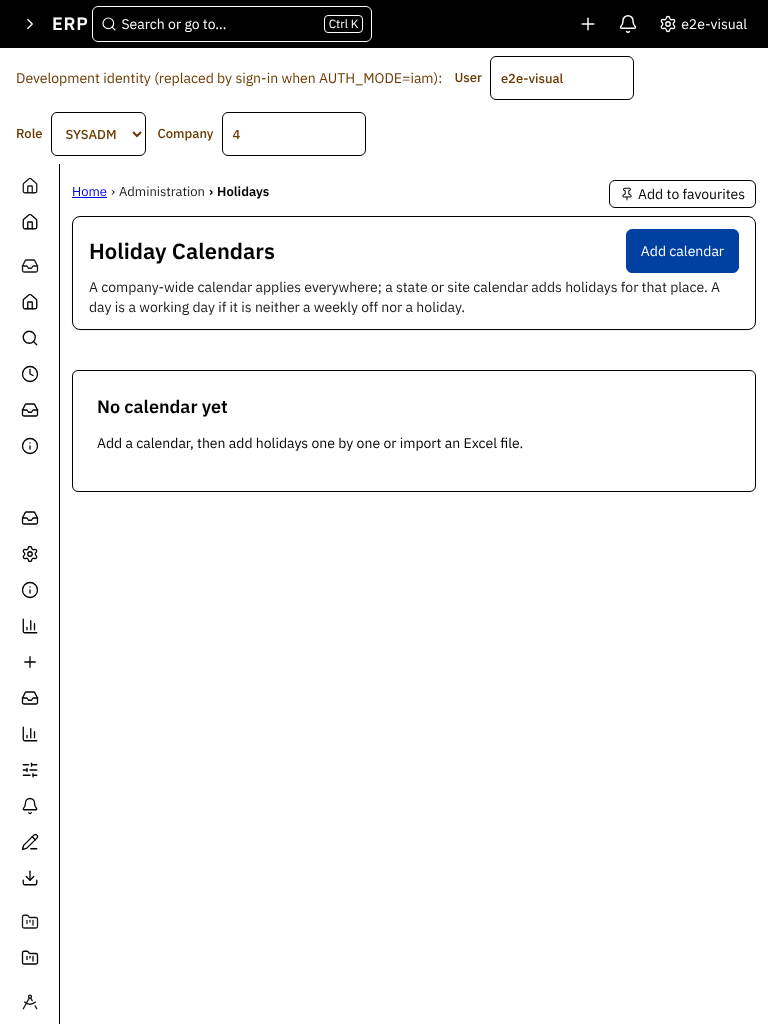 ERP
Search or go to...
Ctrl K
e2e-visual
Development identity (replaced by sign-in when AUTH_MODE=iam): User e2e-visual
Role SYSADM Company 4
Home › Administration › Holidays
Add to favourites
Holiday Calendars
Add calendar
A company-wide calendar applies everywhere; a state or site calendar adds holidays for that place. A
day is a working day if it is neither a weekly off nor a holiday.
No calendar yet
Add a calendar, then add holidays one by one or import an Excel file.